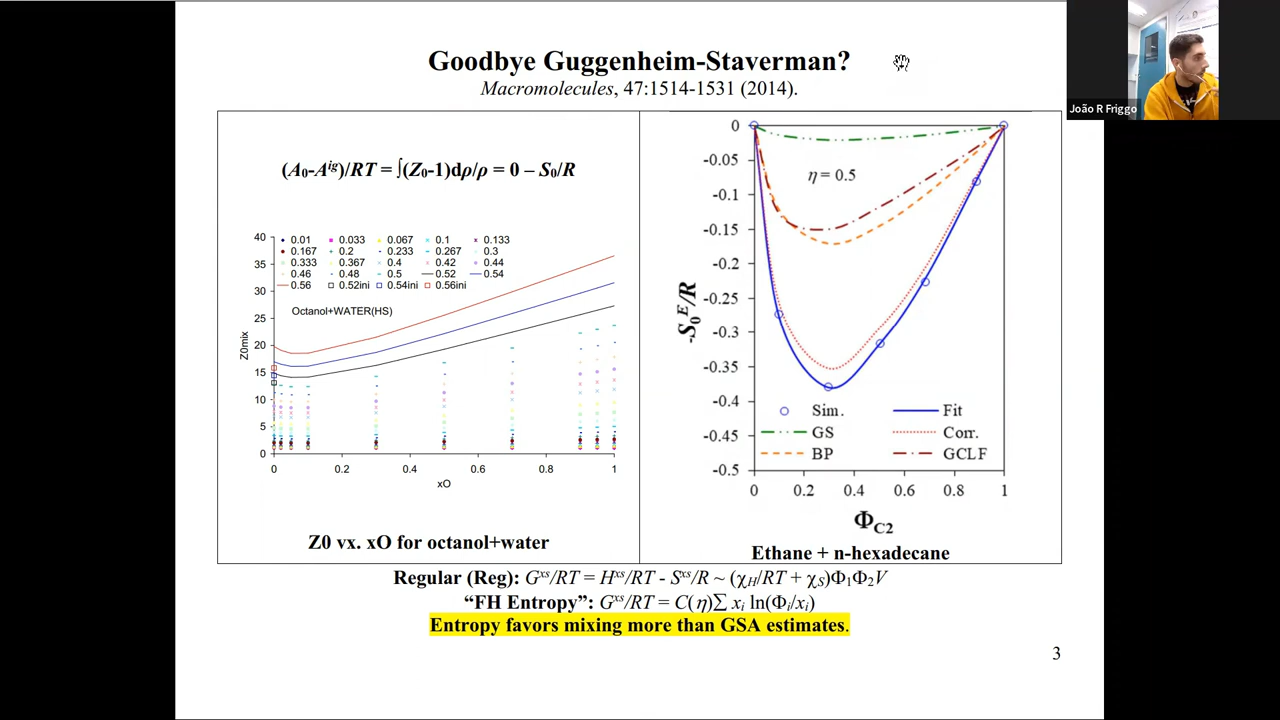 Goodbye Guggenheim-Staverman?
Macromolecules, 47:1514-1531 (2014).
João R Friggo
(A₀-Aⁱᵍ)/RT = ∫(Z₀-1)dρ/ρ = 0 – S₀/R
0.01 0.033 0.067 0.1 0.133
0.167 0.2 0.233 0.267 0.3
0.333 0.367 0.4 0.42 0.44
0.46 0.48 0.5 0.52 0.54
0.56 0.52ini 0.54ini 0.56ini
Octanol+WATER(HS)
Z0mix
40
35
30
25
20
15
10
5
0
0 0.2 0.4 0.6 0.8 1
xO
Z0 vx. xO for octanol+water
η = 0.5
-S₀ᴱ/R
0
-0.05
-0.1
-0.15
-0.2
-0.25
-0.3
-0.35
-0.4
-0.45
-0.5
Sim. Fit
GS Corr.
BP GCLF
0 0.2 0.4 0.6 0.8 1
Φ_C2
Ethane + n-hexadecane
Regular (Reg): Gˣˢ/RT = Hˣˢ/RT - Sˣˢ/R ~ (χ_H/RT + χ_S)Φ₁Φ₂V
“FH Entropy”: Gˣˢ/RT = C(η)∑ xᵢ ln(Φᵢ/xᵢ)
Entropy favors mixing more than GSA estimates.
3